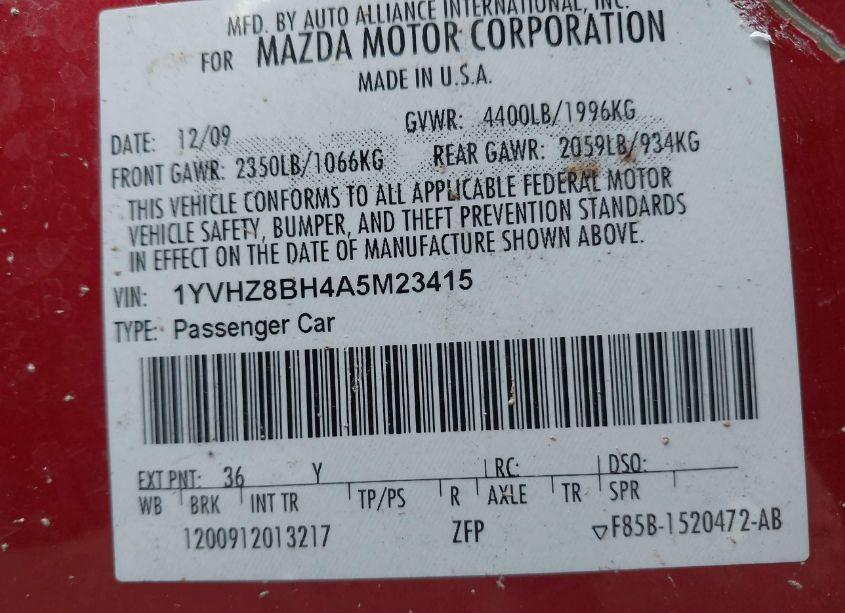 MFD. BY AUTO ALLIANCE INTERNATIONAL, INC.
FOR MAZDA MOTOR CORPORATION
MADE IN U.S.A.
DATE: 12/09 GVWR: 4400LB/1996KG
FRONT GAWR: 2350LB/1066KG REAR GAWR: 2059LB/934KG
THIS VEHICLE CONFORMS TO ALL APPLICABLE FEDERAL MOTOR
VEHICLE SAFETY, BUMPER, AND THEFT PREVENTION STANDARDS
IN EFFECT ON THE DATE OF MANUFACTURE SHOWN ABOVE.
VIN: 1YVHZ8BH4A5M23415
TYPE: Passenger Car
EXT PNT: 36 Y RC: DSO:
WB BRK INT TR TP/PS R AXLE TR SPR
1200912013217 ZFP F85B-1520472-AB